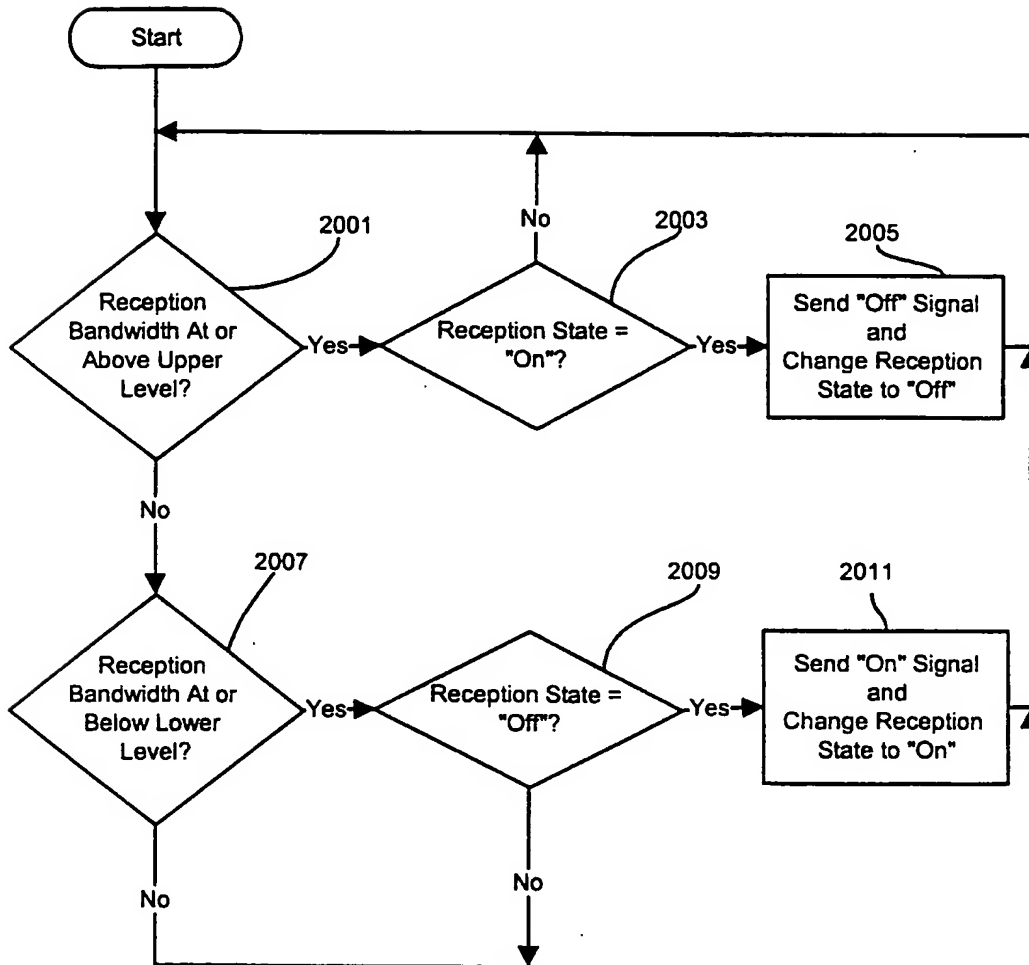 Start
No
2001
2003
2005
Reception
Bandwidth At or
Above Upper
Level?
Yes
Reception State =
"On"?
Yes
Send "Off" Signal
and
Change Reception
State to "Off"
No
2007
2009
2011
Reception
Bandwidth At or
Below Lower
Level?
Yes
Reception State =
"Off"?
Yes
Send "On" Signal
and
Change Reception
State to "On"
No
No